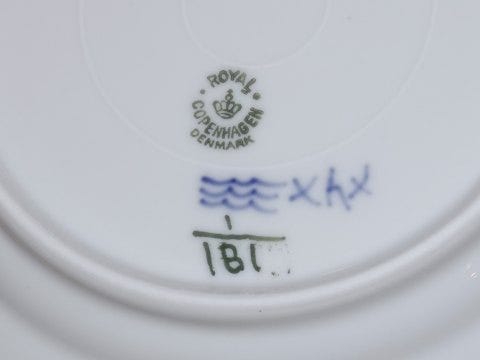 ROYAL
COPENHAGEN
DENMARK
1
181